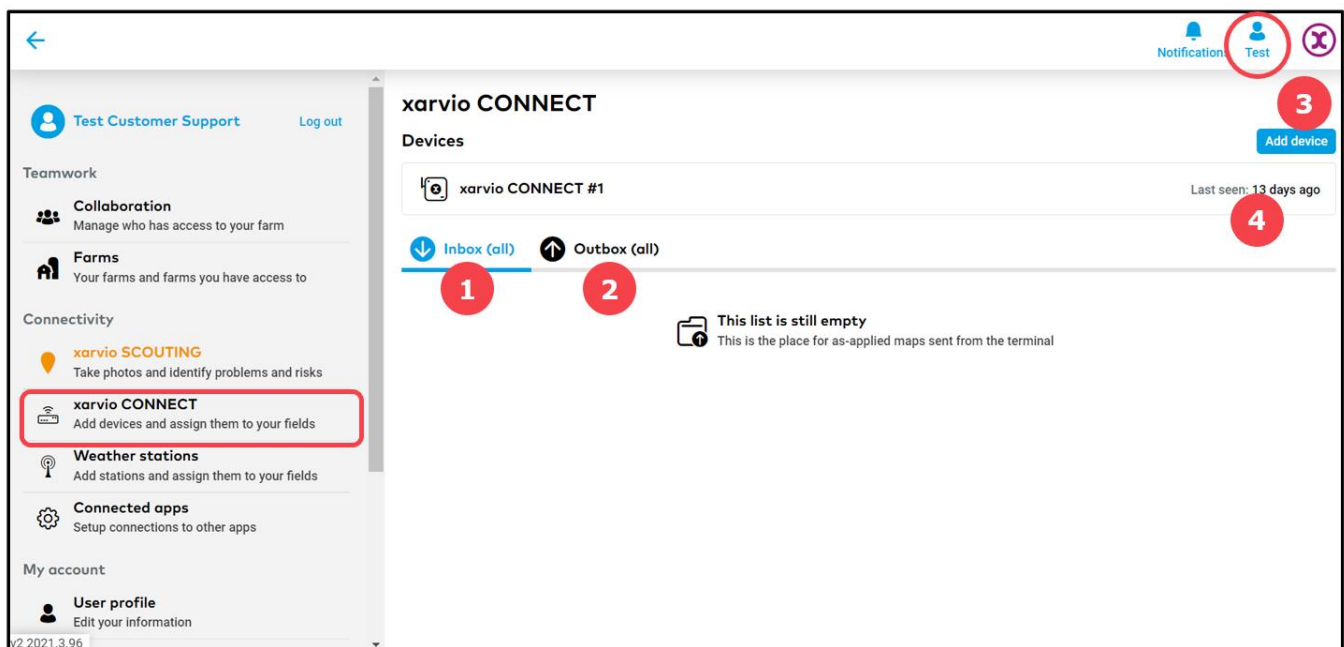 Notifications
Test
Test Customer Support
Log out
Teamwork
Collaboration
Manage who has access to your farm
Farms
Your farms and farms you have access to
Connectivity
xarvio SCOUTING
Take photos and identify problems and risks
xarvio CONNECT
Add devices and assign them to your fields
Weather stations
Add stations and assign them to your fields
Connected apps
Setup connections to other apps
My account
User profile
Edit your information
v2 2021.3.96
xarvio CONNECT
3
Devices
Add device
xarvio CONNECT #1
Last seen: 13 days ago
4
Inbox (all)
Outbox (all)
1
2
This list is still empty
This is the place for as-applied maps sent from the terminal